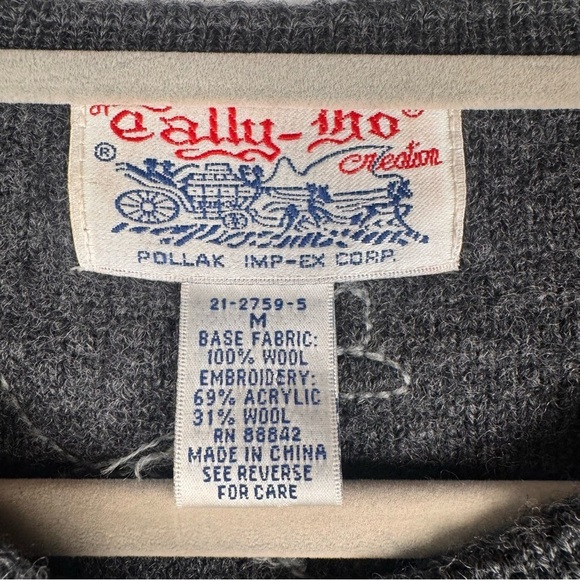 Tally-Ho
®
Creation
POLLAK IMP-EX CORP.
21-2759-5
M
BASE FABRIC:
100% WOOL
EMBROIDERY:
69% ACRYLIC
31% WOOL
RN 88842
MADE IN CHINA
SEE REVERSE
FOR CARE